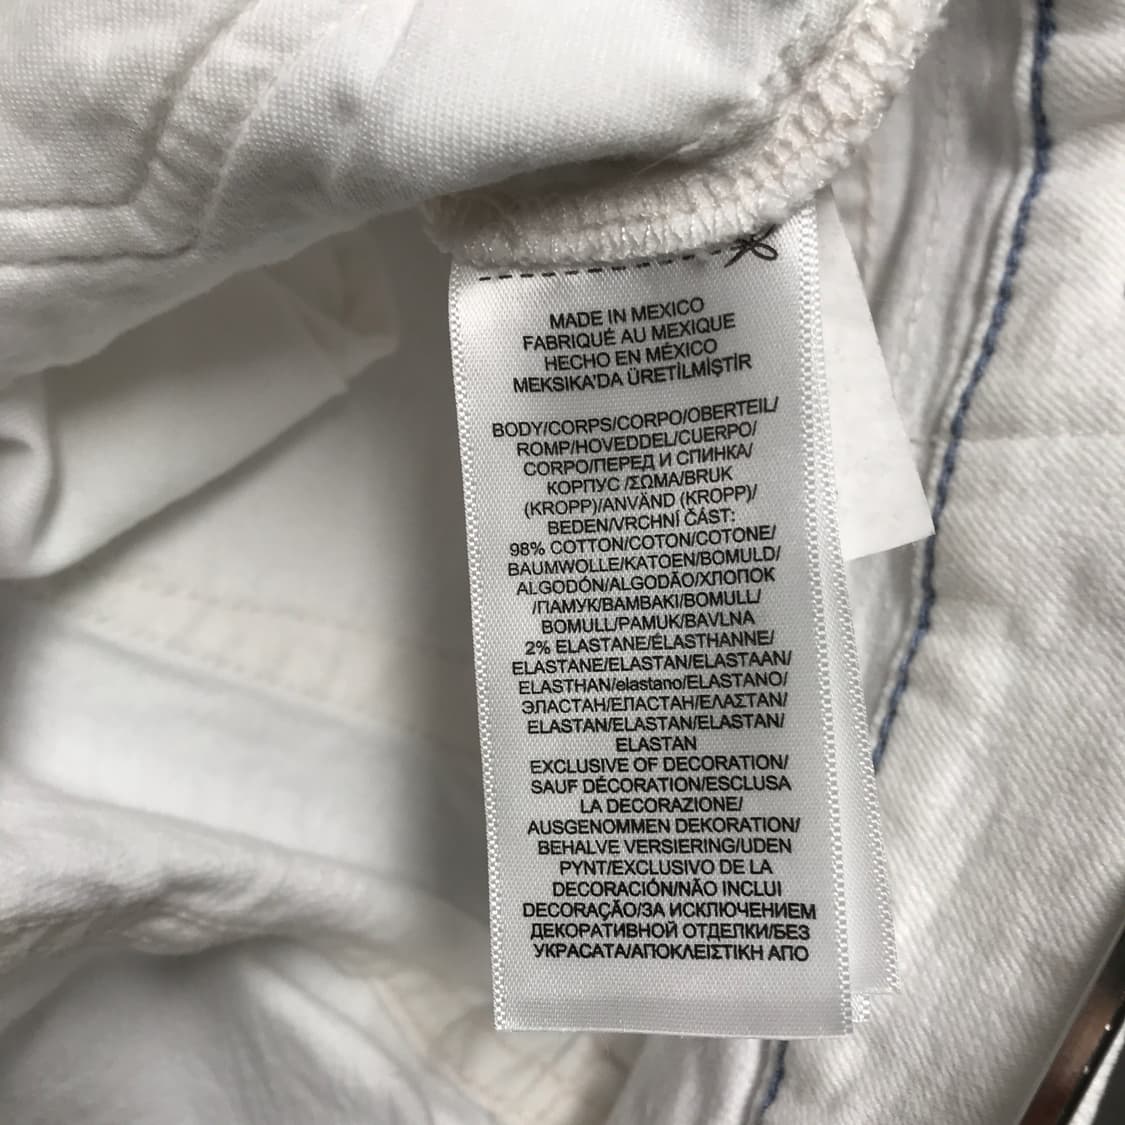 MADE IN MEXICO
FABRIQUÉ AU MEXIQUE
HECHO EN MÉXICO
MEKSIKA'DA ÜRETİLMİŞTİR
BODY/CORPS/CORPO/OBERTEIL/
ROMP/HOVEDDEL/CUERPO/
CORPO/ПЕРЕД И СПИНКА/
КОРПУС /ΣΩΜΑ/BRUK
(KROPP)/ANVÄND (KROPP)/
BEDEN/VRCHNÍ ČÁST:
98% COTTON/COTON/COTONE/
BAUMWOLLE/KATOEN/BOMULD/
ALGODÓN/ALGODÃO/ХЛОПОК
/ПАМУК/BAMBAKI/BOMULL/
BOMULL/PAMUK/BAVLNA
2% ELASTANE/ÉLASTHANNE/
ELASTANE/ELASTAN/ELASTAAN/
ELASTHAN/elastano/ELASTANO/
ЭЛАСТАН/ЕЛАСТАН/ΕΛΑΣΤΑΝ/
ELASTAN/ELASTAN/ELASTAN/
ELASTAN
EXCLUSIVE OF DECORATION/
SAUF DÉCORATION/ESCLUSA
LA DECORAZIONE/
AUSGENOMMEN DEKORATION/
BEHALVE VERSIERING/UDEN
PYNT/EXCLUSIVO DE LA
DECORACIÓN/NÃO INCLUI
DECORAÇÃO/ЗА ИСКЛЮЧЕНИЕМ
ДЕКОРАТИВНОЙ ОТДЕЛКИ/БЕЗ
УКРАСАТА/ΑΠΟΚΛΕΙΣΤΙΚΗ ΑΠΟ